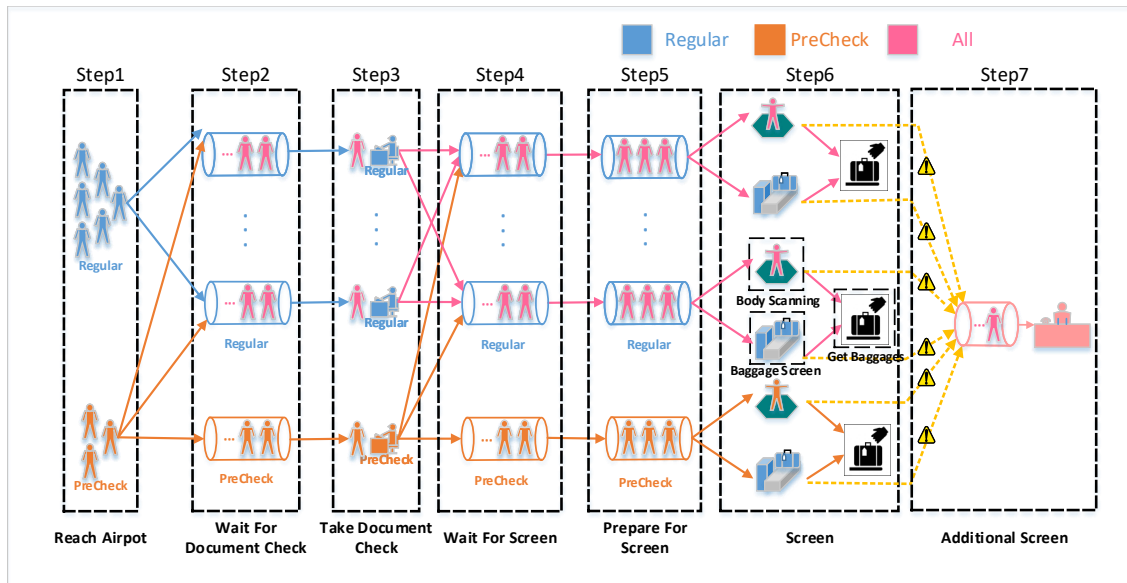 Regular PreCheck All
Step1 Step2 Step3 Step4 Step5 Step6 Step7
... ...
Regular
... ...
Regular
Body Scanning
... ...
Regular
...
Regular Regular Regular
Baggage Screen
Get Baggages
... ...
PreCheck
PreCheck
PreCheck
PreCheck
PreCheck
Reach Airpot
Wait For
Document Check
Take Document
Check
Wait For Screen
Prepare For
Screen
Screen
Additional Screen